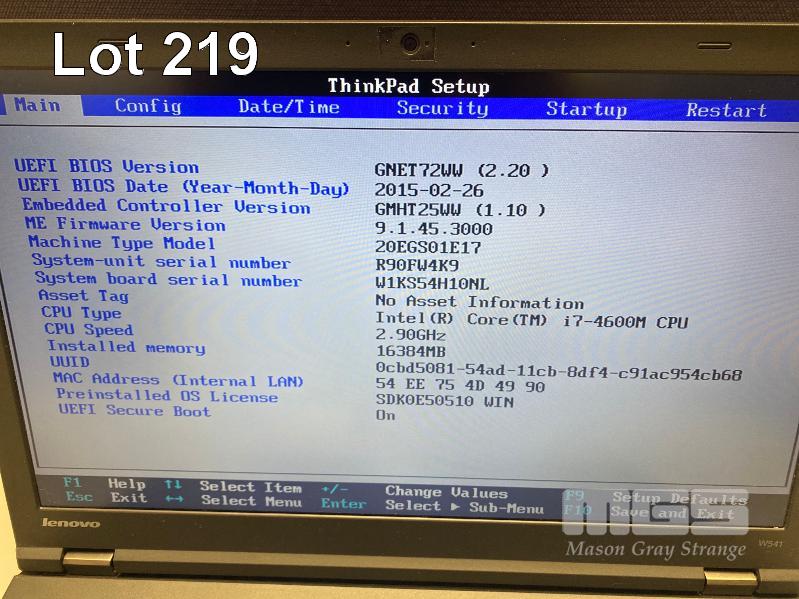 Lot 219
ThinkPad Setup
Main Config Date/Time Security Startup Restart
UEFI BIOS Version GNET72WW (2.20 )
UEFI BIOS Date (Year-Month-Day) 2015-02-26
Embedded Controller Version GMHT25WW (1.10 )
ME Firmware Version 9.1.45.3000
Machine Type Model 20EGS01E17
System-unit serial number R90FW4K9
System board serial number W1KS54H10NL
Asset Tag No Asset Information
CPU Type Intel(R) Core(TM) i7-4600M CPU
CPU Speed 2.90GHz
Installed memory 16384MB
UUID 0cbd5081-54ad-11cb-8df4-c91ac954cb68
MAC Address (Internal LAN) 54 EE 75 4D 49 90
Preinstalled OS License SDK0E50510 WIN
UEFI Secure Boot On
F1 Help ↑↓ Select Item +/- Change Values F9 Setup Defaults
Esc Exit ↔ Select Menu Enter Select ▶ Sub-Menu F10 Save and Exit
lenovo
MGS
Mason Gray Strange
W541